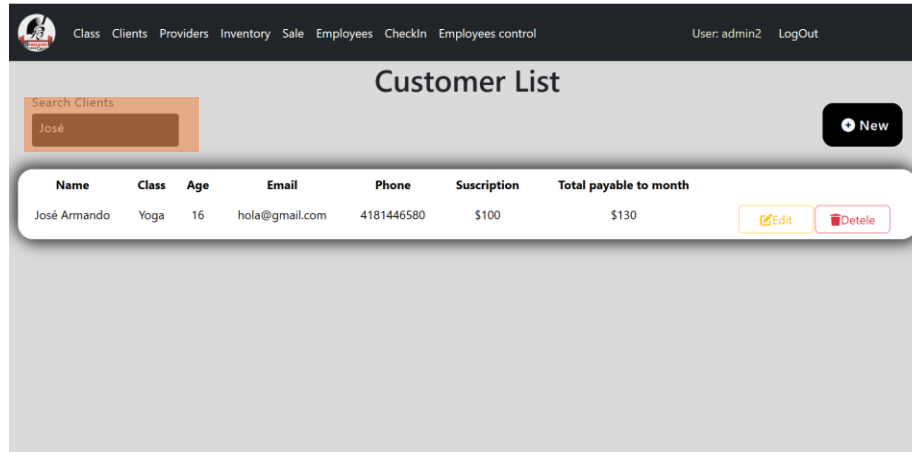 Class Clients Providers Inventory Sale Employees CheckIn Employees control User: admin2 LogOut
Customer List
Search Clients
José
New
Name Class Age Email Phone Suscription Total payable to month
José Armando Yoga 16 hola@gmail.com 4181446580 $100 $130 Edit Detele